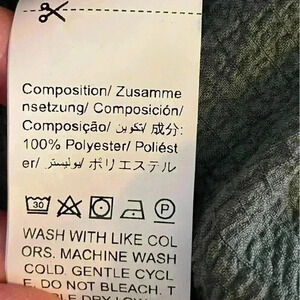 Composition/ Zusamme
nsetzung/ Composición/
Composição/ تكوين/ 成分:
100% Polyester/ Poliést
er/ بوليستر/ ポリエステル
30
P
WASH WITH LIKE COL
ORS. MACHINE WASH
COLD. GENTLE CYCL
E. DO NOT BLEACH. T